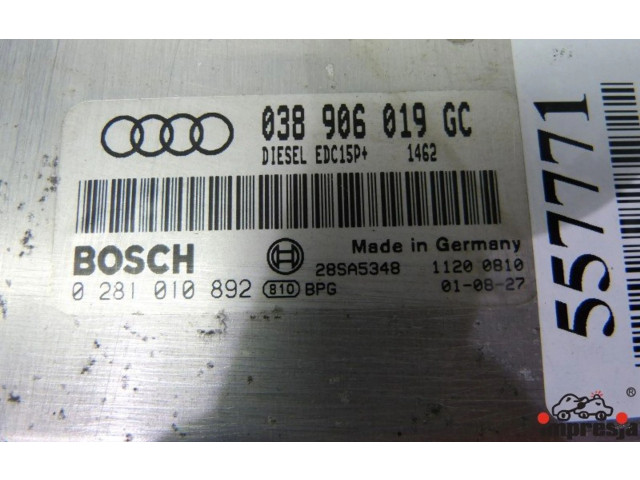 038 906 019 GC
DIESEL EDC15P+ 1462
BOSCH
Made in Germany
28SA5348 1120 0810
0 281 010 892 810 BPG 01-08-27
557771
®
impresja